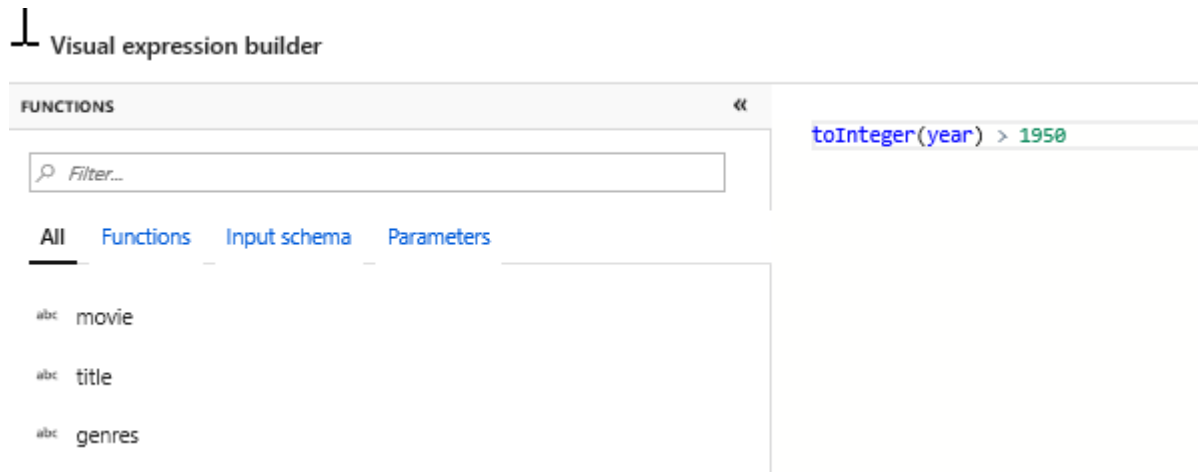 Visual expression builder
FUNCTIONS «
toInteger(year) > 1950
Filter...
All Functions Input schema Parameters
abc movie
abc title
abc genres